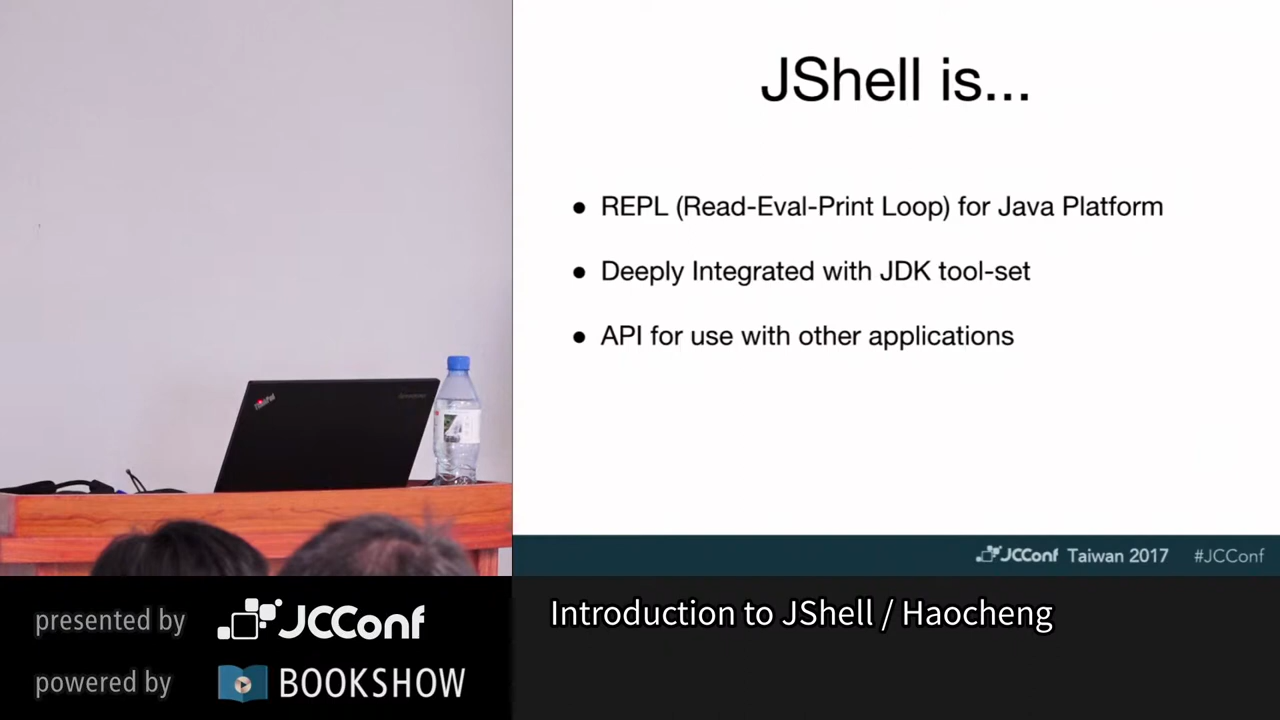 JShell is...
● REPL (Read-Eval-Print Loop) for Java Platform
● Deeply Integrated with JDK tool-set
● API for use with other applications
ThinkPad
JCConf Taiwan 2017 #JCConf
presented by JCConf
powered by BOOKSHOW
Introduction to JShell / Haocheng